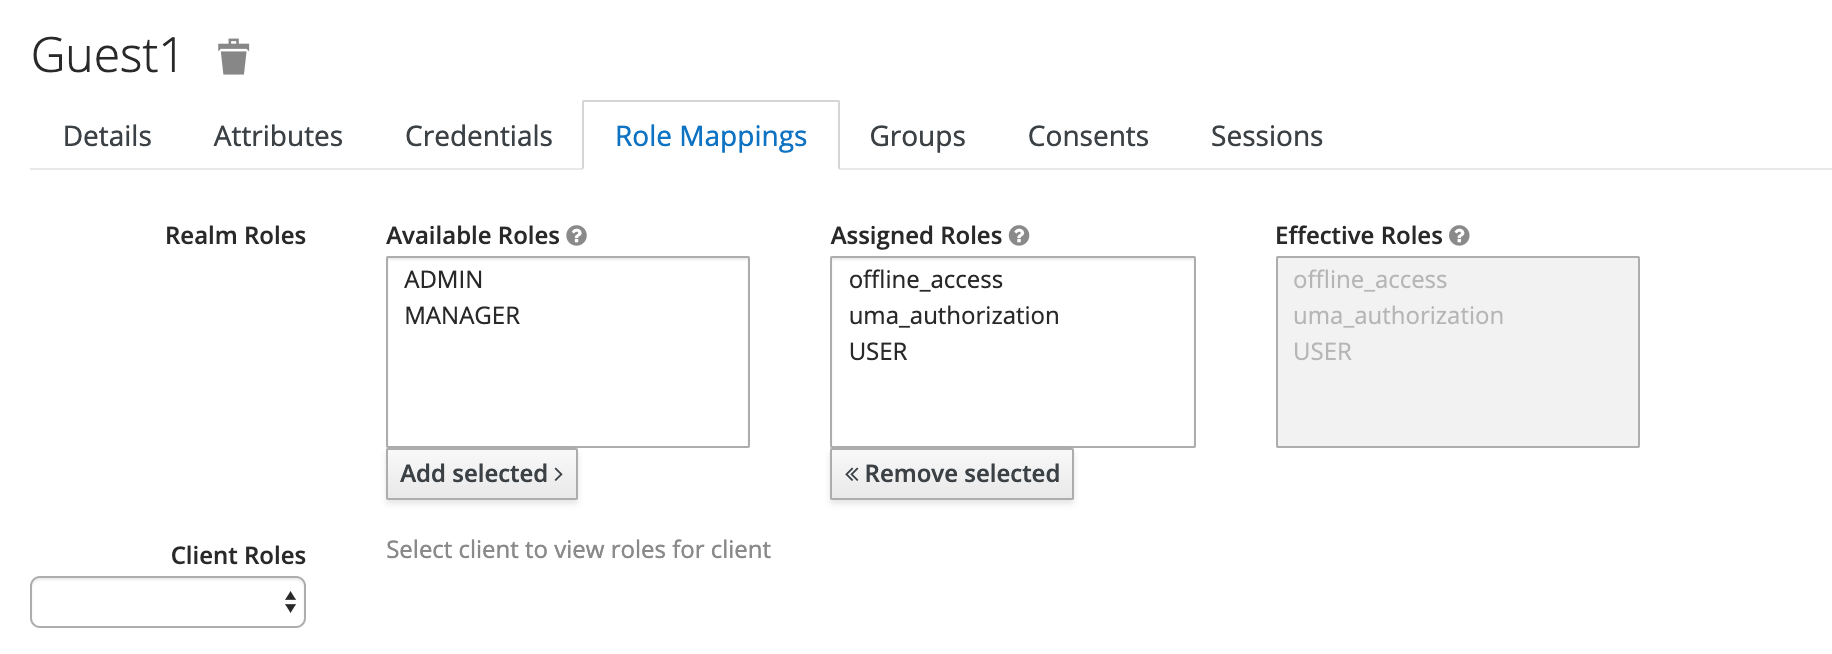 Guest1
Details Attributes Credentials Role Mappings Groups Consents Sessions
Realm Roles Available Roles Assigned Roles Effective Roles
ADMIN offline_access offline_access
MANAGER uma_authorization uma_authorization
USER USER
Add selected > « Remove selected
Client Roles Select client to view roles for client